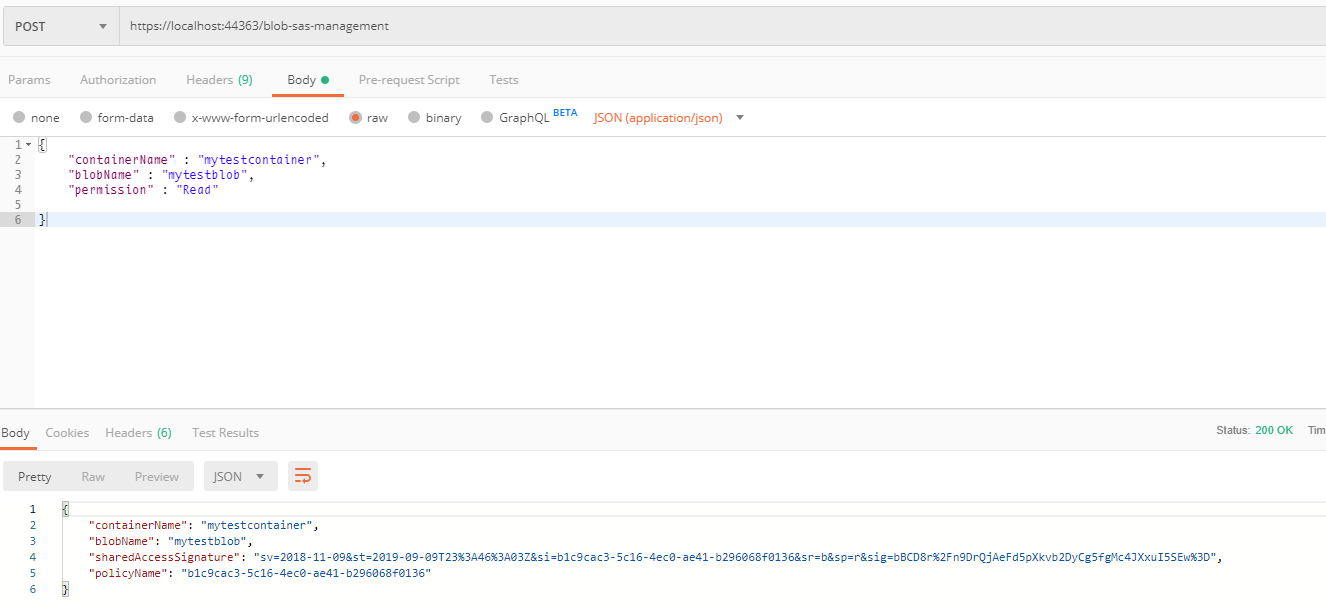 POST https://localhost:44363/blob-sas-management
Params Authorization Headers (9) Body Pre-request Script Tests
none form-data x-www-form-urlencoded raw binary GraphQL BETA JSON (application/json)
1 {
2 "containerName" : "mytestcontainer",
3 "blobName" : "mytestblob",
4 "permission" : "Read"
5
6 }
Body Cookies Headers (6) Test Results Status: 200 OK Tim
Pretty Raw Preview JSON
1 {
2 "containerName": "mytestcontainer",
3 "blobName": "mytestblob",
4 "sharedAccessSignature": "sv=2018-11-09&st=2019-09-09T23%3A46%3A03Z&si=b1c9cac3-5c16-4ec0-ae41-b296068f0136&sr=b&sp=r&sig=bBCD8r%2Fn9DrQjAeFd5pXkvb2DyCg5fgMc4JXxuI5SEw%3D",
5 "policyName": "b1c9cac3-5c16-4ec0-ae41-b296068f0136"
6 }